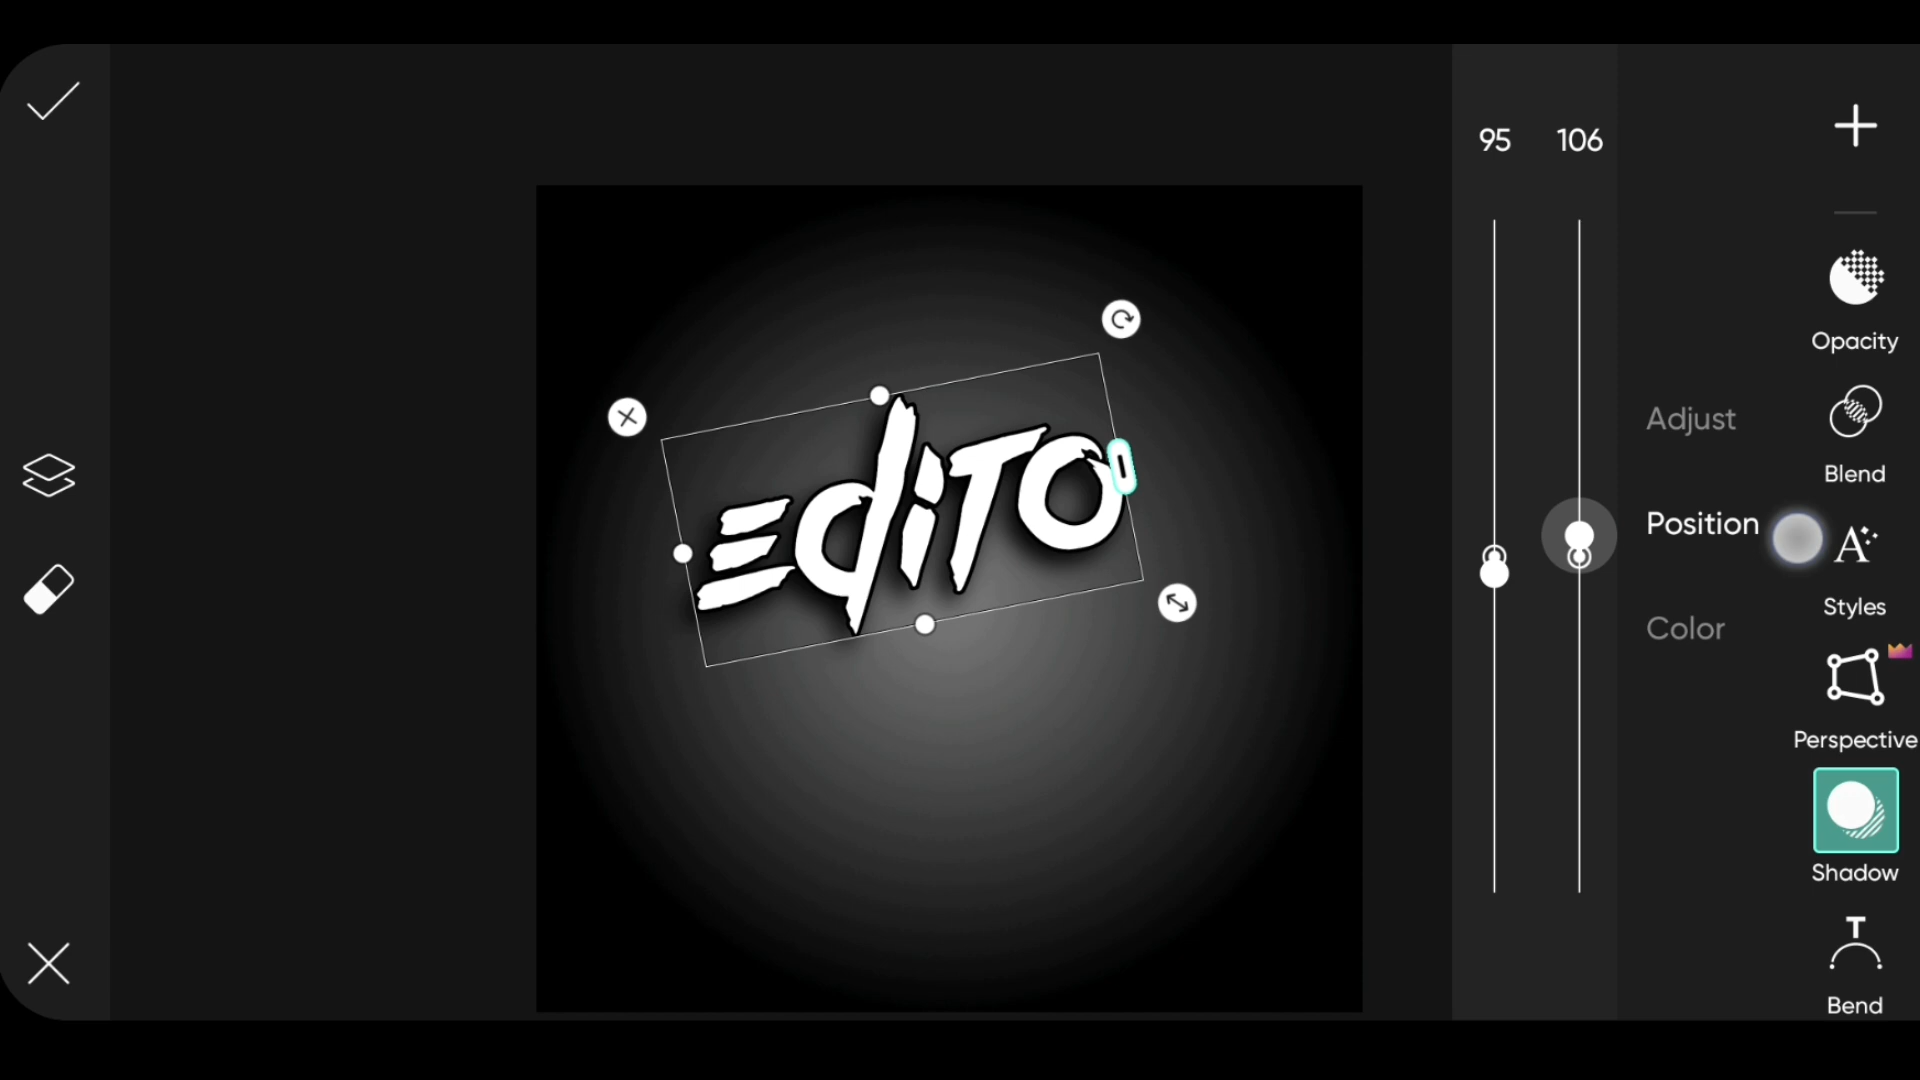 95 106
Opacity
Adjust
Blend
EdiTO
Position
Styles
Color
Perspective
Shadow
T
Bend